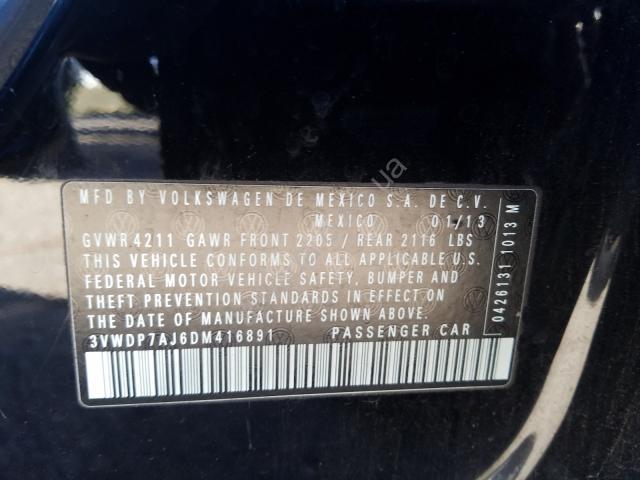 MFD BY VOLKSWAGEN DE MEXICO S.A. DE C.V.
MEXICO 01/13
GVWR 4211 GAWR FRONT 2205 / REAR 2116 LBS
THIS VEHICLE CONFORMS TO ALL APPLICABLE U.S.
FEDERAL MOTOR VEHICLE SAFETY, BUMPER AND
THEFT PREVENTION STANDARDS IN EFFECT ON
THE DATE OF MANUFACTURE SHOWN ABOVE.
3VWDP7AJ6DM416891 PASSENGER CAR
0426131 1013 M